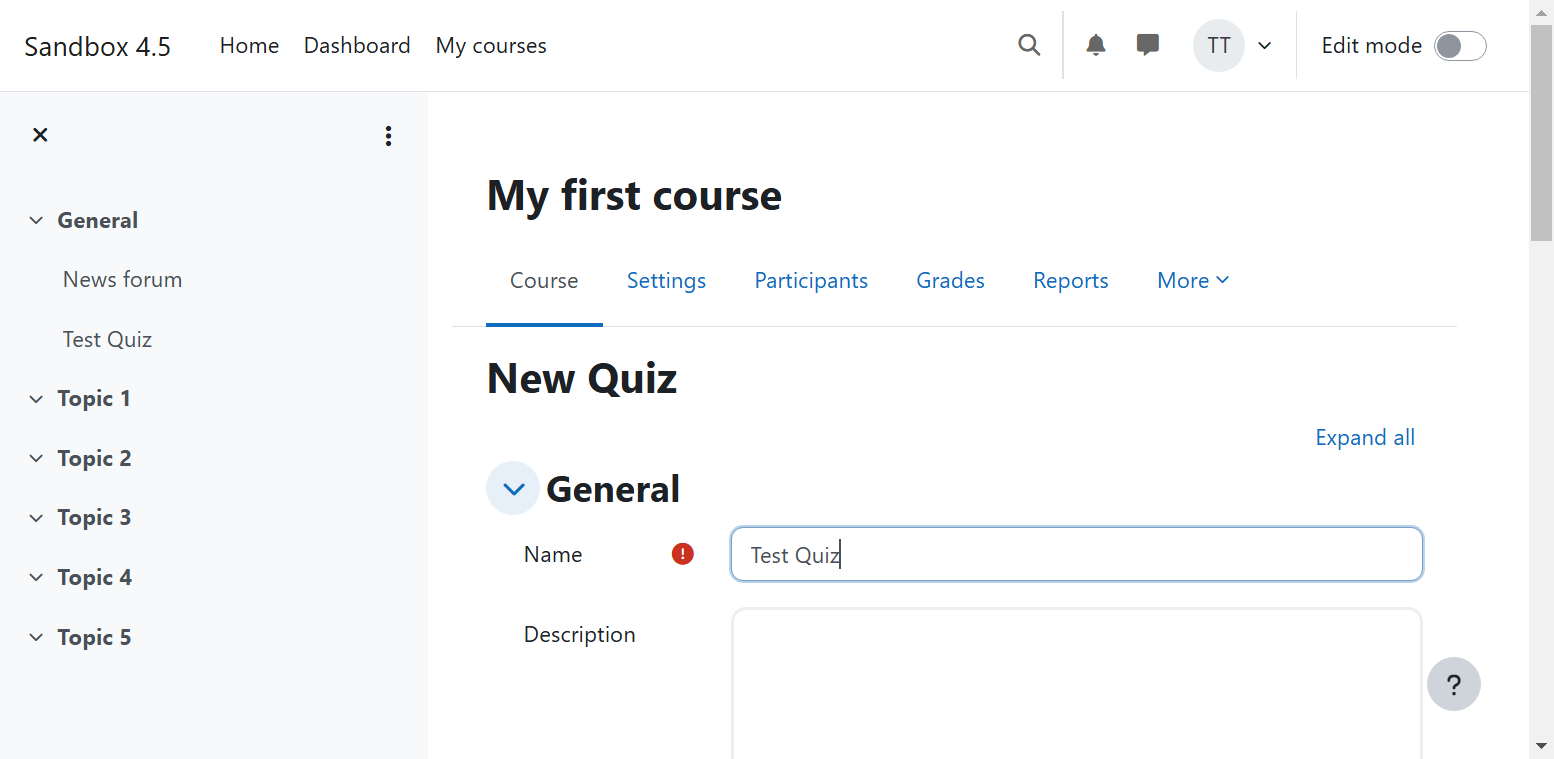 Sandbox 4.5 Home Dashboard My courses TT Edit mode
General
News forum
Test Quiz
Topic 1
Topic 2
Topic 3
Topic 4
Topic 5
My first course
Course Settings Participants Grades Reports More
New Quiz
Expand all
General
Name Test Quiz
Description
?